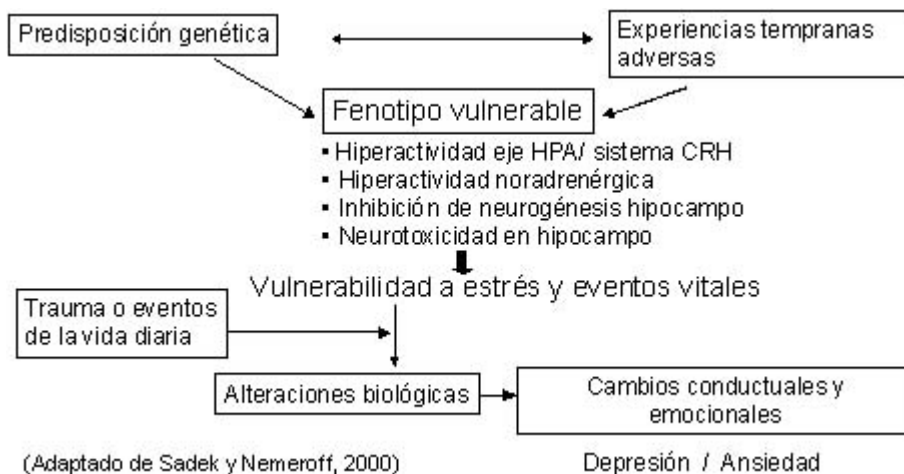 Predisposición genética
Experiencias tempranas
adversas
Fenotipo vulnerable
▪ Hiperactividad eje HPA/ sistema CRH
▪ Hiperactividad noradrenérgica
▪ Inhibición de neurogénesis hipocampo
▪ Neurotoxicidad en hipocampo
Vulnerabilidad a estrés y eventos vitales
Trauma o eventos
de la vida diaria
Alteraciones biológicas
Cambios conductuales y
emocionales
(Adaptado de Sadek y Nemeroff, 2000)
Depresión / Ansiedad